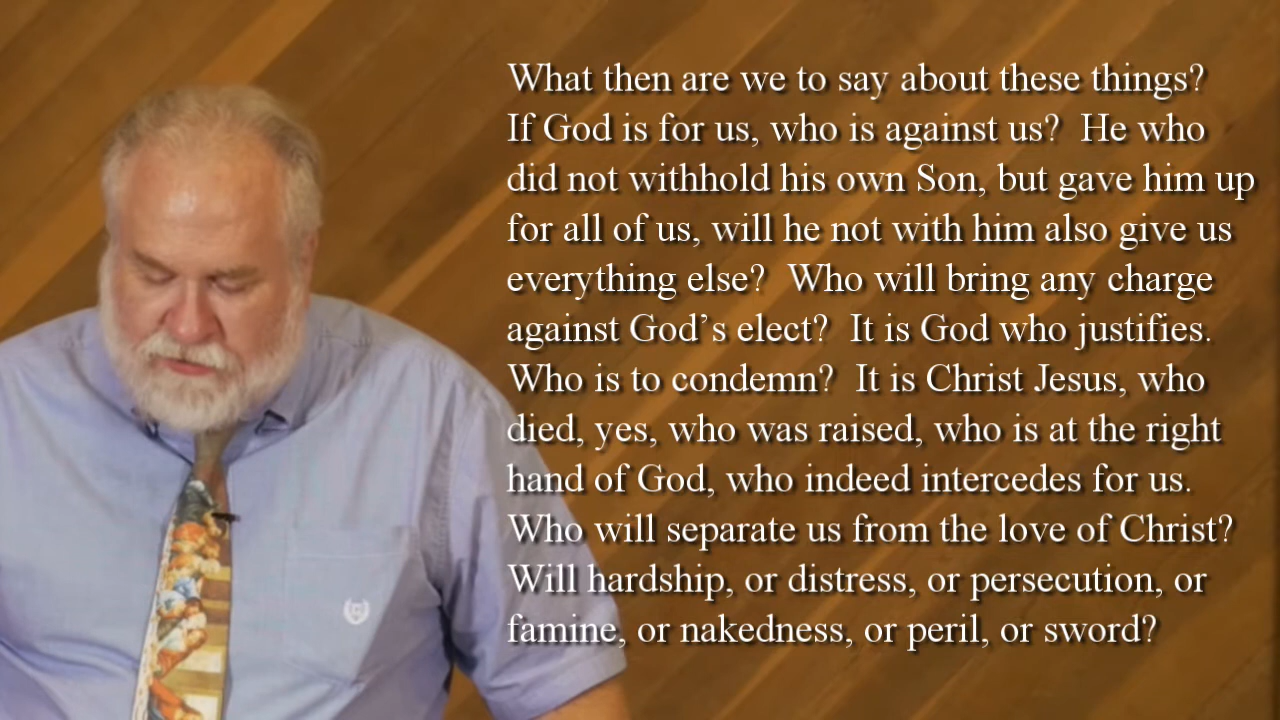 What then are we to say about these things?
If God is for us, who is against us?  He who
did not withhold his own Son, but gave him up
for all of us, will he not with him also give us
everything else?  Who will bring any charge
against God’s elect?  It is God who justifies.
Who is to condemn?  It is Christ Jesus, who
died, yes, who was raised, who is at the right
hand of God, who indeed intercedes for us.
Who will separate us from the love of Christ?
Will hardship, or distress, or persecution, or
famine, or nakedness, or peril, or sword?